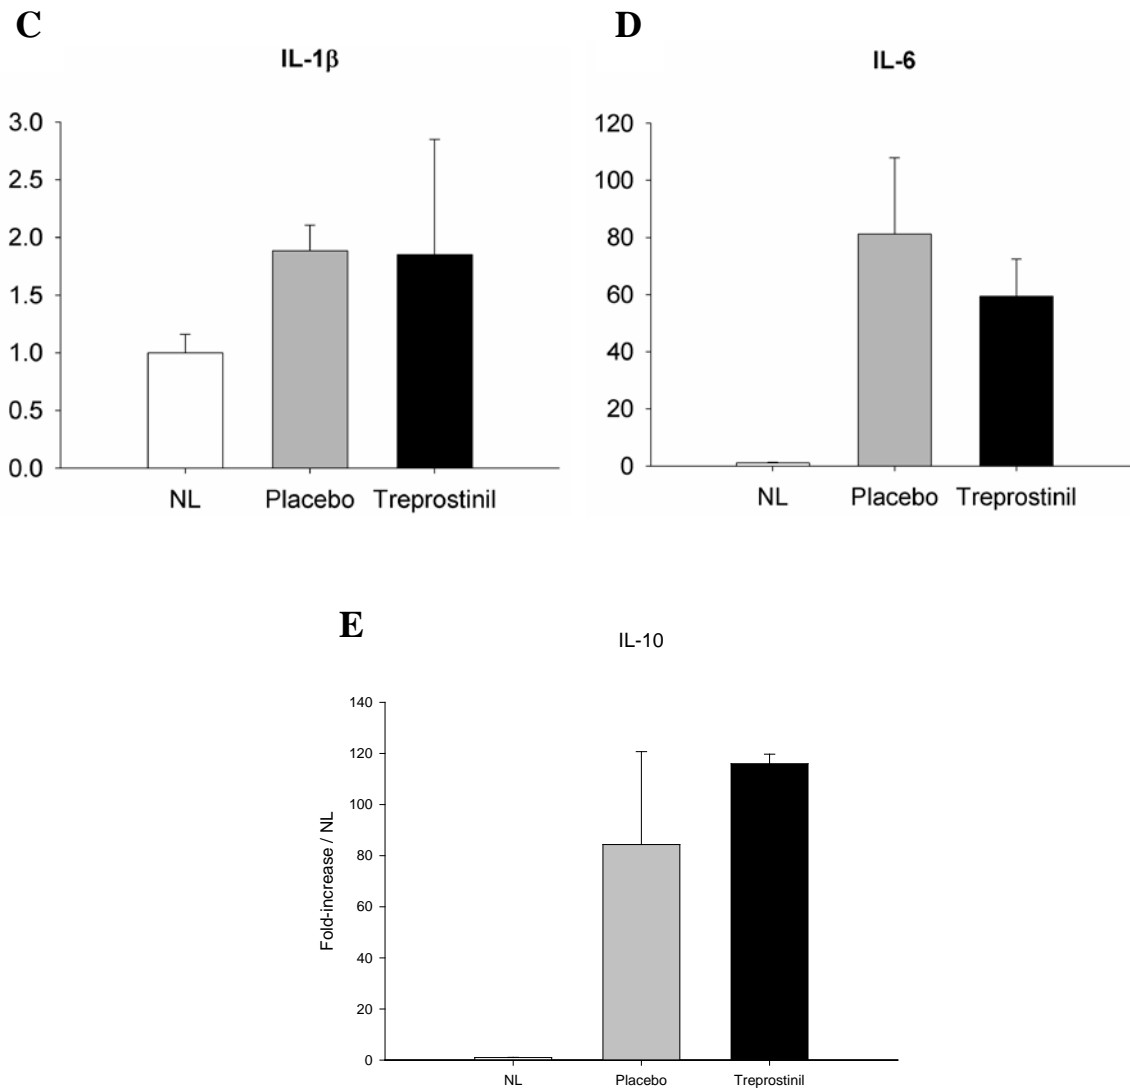 C
IL-1β
3.0
2.5
2.0
1.5
1.0
0.5
0.0
NL Placebo Treprostinil
D
IL-6
120
100
80
60
40
20
0
NL Placebo Treprostinil
E
IL-10
Fold-increase / NL
140
120
100
80
60
40
20
0
NL Placebo Treprostinil